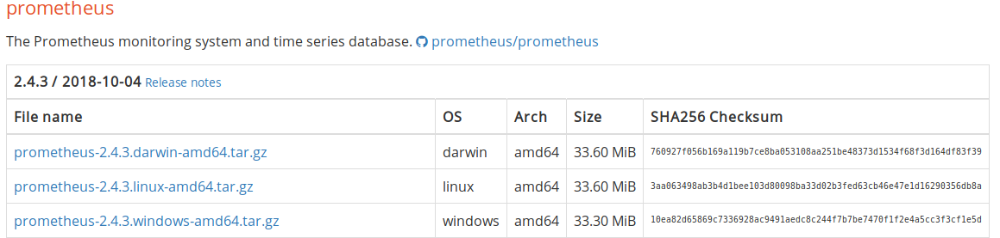 prometheus
The Prometheus monitoring system and time series database. prometheus/prometheus
2.4.3 / 2018-10-04 Release notes
File name OS Arch Size SHA256 Checksum
prometheus-2.4.3.darwin-amd64.tar.gz darwin amd64 33.60 MiB 760927f056b169a119b7ce8ba053108aa251be48373d1534f68f3d164df83f39
prometheus-2.4.3.linux-amd64.tar.gz linux amd64 33.60 MiB 3aa063498ab3b4d1bee103d80098ba33d02b3fed63cb46e47e1d16290356db8a
prometheus-2.4.3.windows-amd64.tar.gz windows amd64 33.30 MiB 10ea82d65869c7336928ac9491aedc8c244f7b7be7470f1f2e4a5cc3f3cf1e5d